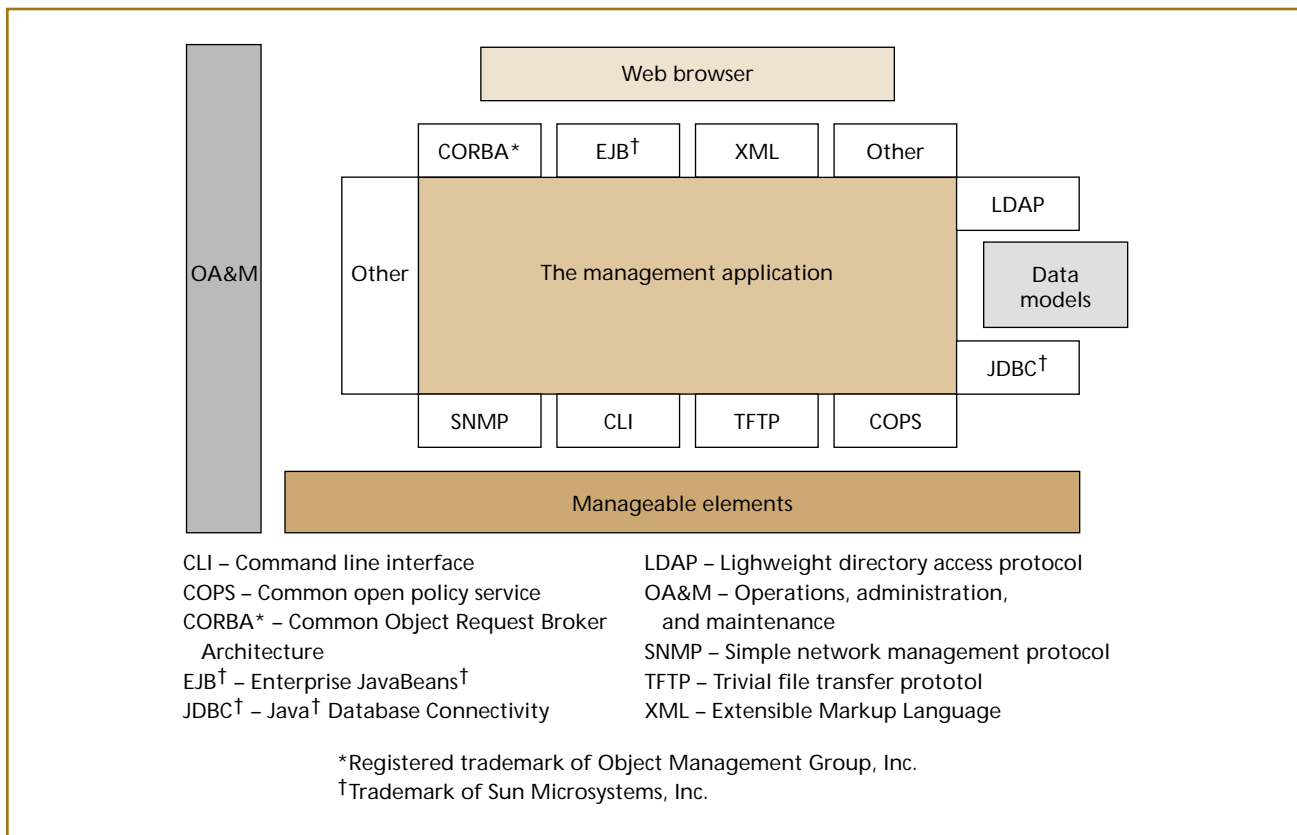 Web browser
CORBA*
EJB†
XML
Other
LDAP
OA&M
Other
The management application
Data
models
JDBC†
SNMP
CLI
TFTP
COPS
Manageable elements
CLI – Command line interface
COPS – Common open policy service
CORBA* – Common Object Request Broker
Architecture
EJB† – Enterprise JavaBeans†
JDBC† – Java† Database Connectivity
LDAP – Lighweight directory access protocol
OA&M – Operations, administration,
and maintenance
SNMP – Simple network management protocol
TFTP – Trivial file transfer prototol
XML – Extensible Markup Language
*Registered trademark of Object Management Group, Inc.
†Trademark of Sun Microsystems, Inc.